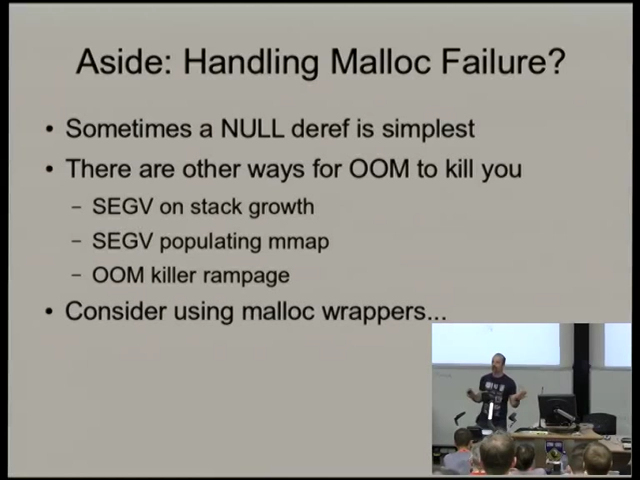 Aside: Handling Malloc Failure?
• Sometimes a NULL deref is simplest
• There are other ways for OOM to kill you
– SEGV on stack growth
– SEGV populating mmap
– OOM killer rampage
• Consider using malloc wrappers...